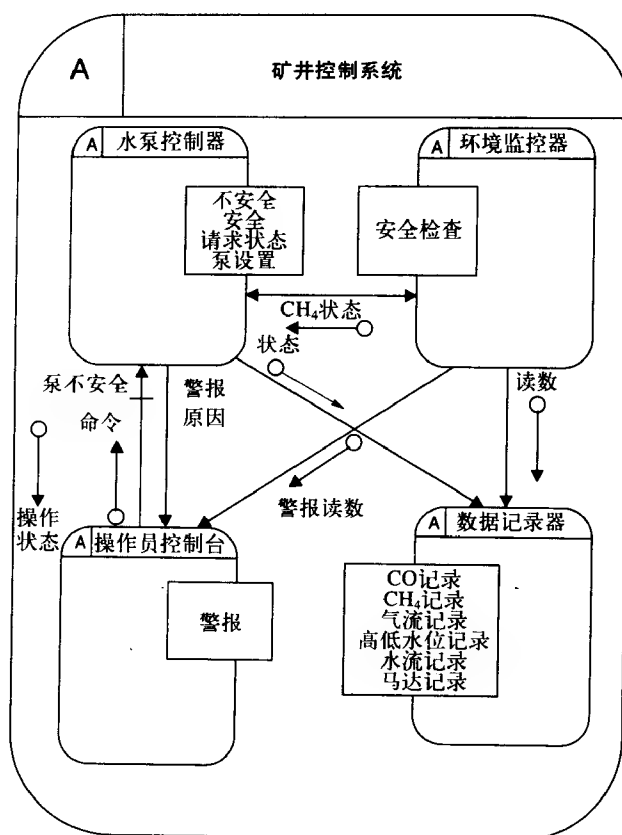 A
矿井控制系统
A 水泵控制器
不安全
安全
请求状态
泵设置
A 环境监控器
安全检查
CH₄状态
状态
泵不安全
命令
警报
原因
读数
操作
状态
警报读数
A 操作员控制台
警报
A 数据记录器
CO记录
CH₄记录
气流记录
高低水位记录
水流记录
马达记录